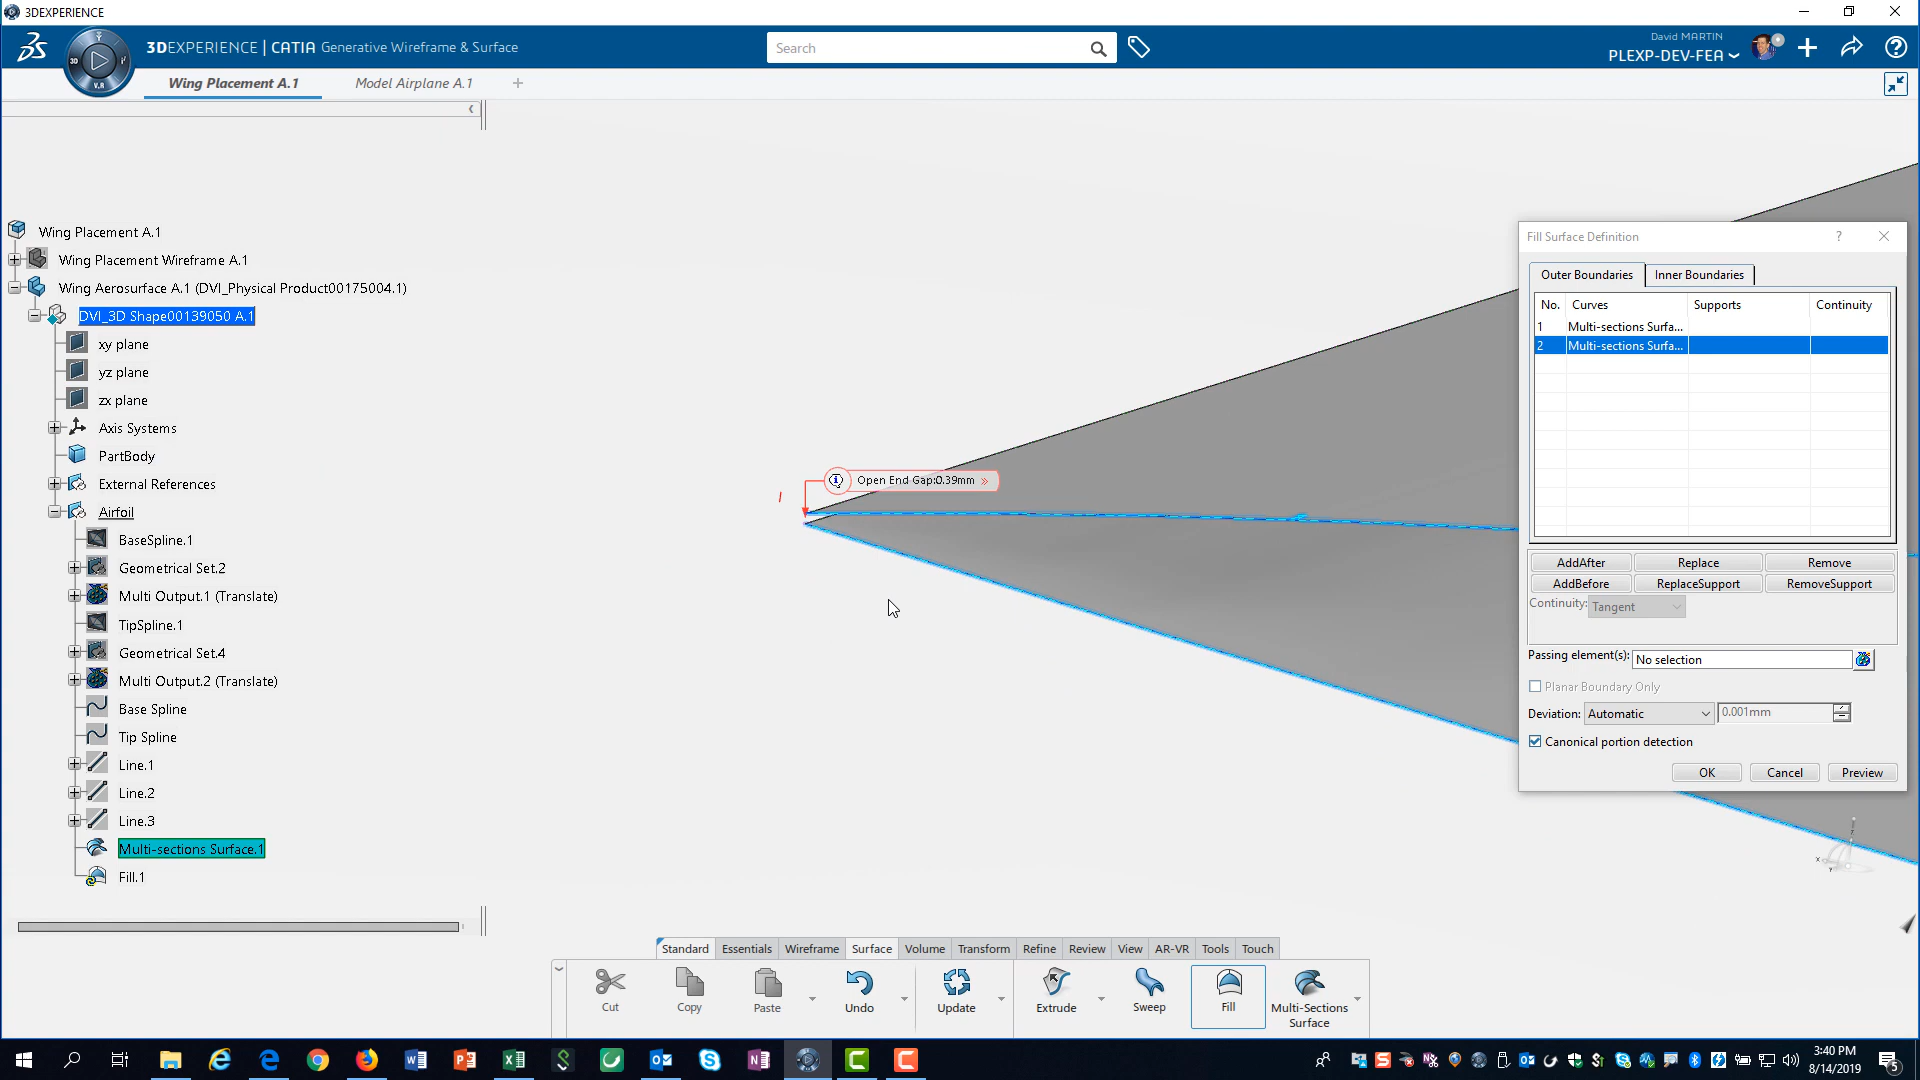 3DEXPERIENCE
3DEXPERIENCE | CATIA Generative Wireframe & Surface
Search
David MARTIN
PLEXP-DEV-FEA
3D
V.R
Wing Placement A.1
Model Airplane A.1
Wing Placement A.1
Wing Placement Wireframe A.1
Wing Aerosurface A.1 (DVI_Physical Product00175004.1)
DVI_3D Shape00139050 A.1
xy plane
yz plane
zx plane
Axis Systems
PartBody
External References
Airfoil
BaseSpline.1
Geometrical Set.2
Multi Output.1 (Translate)
TipSpline.1
Geometrical Set.4
Multi Output.2 (Translate)
Base Spline
Tip Spline
Line.1
Line.2
Line.3
Multi-sections Surface.1
Fill.1
Open End Gap:0.39mm
Fill Surface Definition
Outer Boundaries
Inner Boundaries
No. Curves Supports Continuity
1 Multi-sections Surfa...
2 Multi-sections Surfa...
AddAfter Replace Remove
AddBefore ReplaceSupport RemoveSupport
Continuity: Tangent
Passing element(s): No selection
Planar Boundary Only
Deviation: Automatic 0.001mm
Canonical portion detection
OK Cancel Preview
Standard Essentials Wireframe Surface Volume Transform Refine Review View AR-VR Tools Touch
Cut Copy Paste Undo Update Extrude Sweep Fill Multi-Sections
Surface
3:40 PM
8/14/2019
5